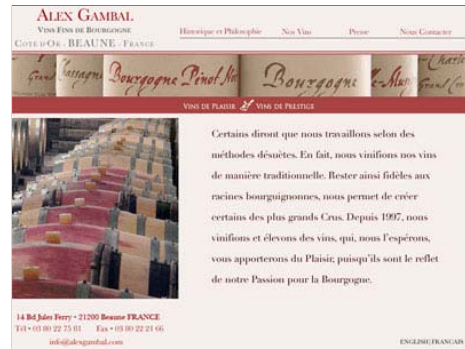 ALEX GAMBAL
VINS FINS DE BOURGOGNE
COTE D'OR - BEAUNE - FRANCE
Historique et Philosophie
Nos Vins
Presse
Nous Contacter
Grand
Chassagne
Bourgogne Pinot
Bourgogne
VINS DE PLAISIR
VINS DE PRESTIGE
Certains diront que nous travaillons selon des
méthodes désuètes. En fait, nous vinifions nos vins
de manière traditionnelle. Rester ainsi fidèles aux
racines bourguignonnes, nous permet de créer
certains des plus grands Crus. Depuis 1997, nous
vinifions et élevons des vins, qui, nous l'espérons,
vous apporterons du Plaisir, puisqu'ils sont le reflet
de notre Passion pour la Bourgogne.
14 Bd Jules Ferry • 21200 Beaune FRANCE
Tél • 03 80 22 75 81 Fax • 03 80 22 21 66
info@alexgambal.com
ENGLISH|FRANCAIS